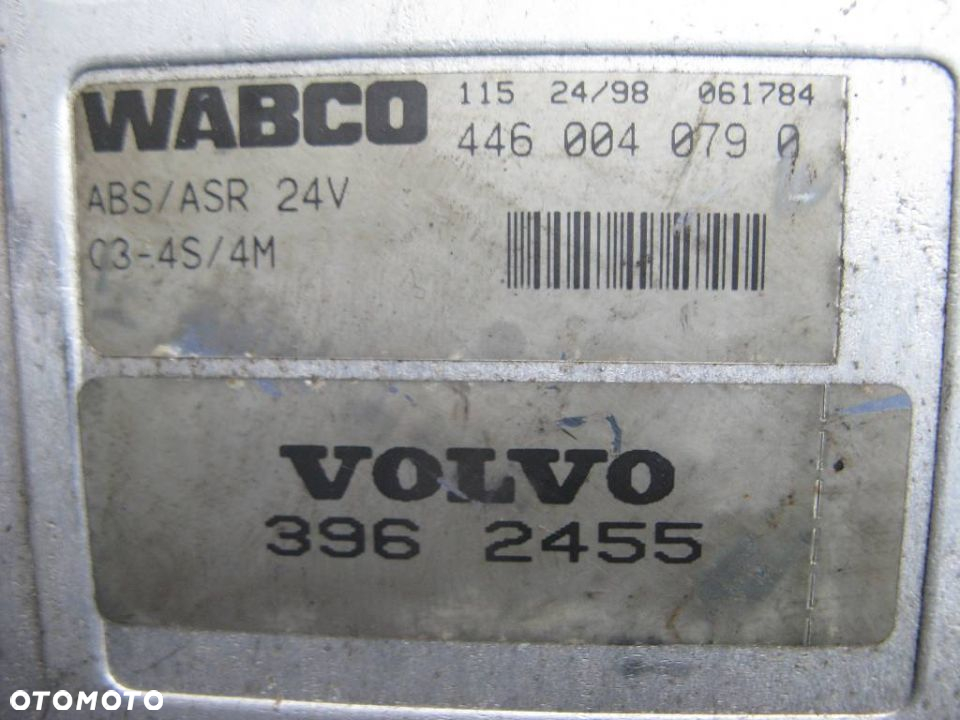 WABCO
115 24/98 061784
446 004 079 0
ABS/ASR 24V
C3-4S/4M
VOLVO
396 2455
OTOMOTO